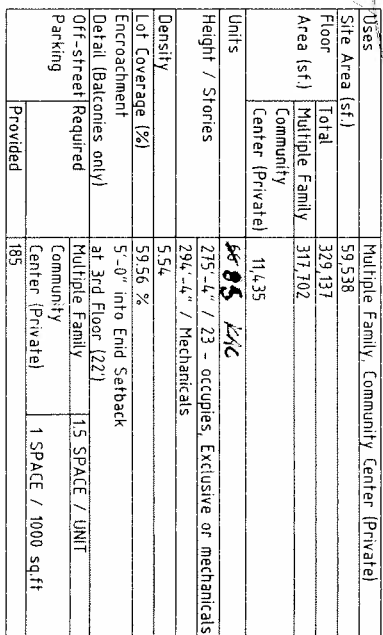 Uses Multiple Family, Community Center (Private)
Site Area (sf.) 59,538
Floor Area (sf.) Total 329,137
Multiple Family 317,702
Community Center (Private) 11,435
Units 85 KAC
Height / Stories 275'-4" / 23 - occupies, Exclusive or mechanicals
294'-4" / Mechanicals
Density 5.54
Lot Coverage (%) 59.56 %
Encroachment 5'-0" into Enid Setback
Detail (Balconies only) at 3rd Floor (22')
Off-street Parking Required Multiple Family 1.5 SPACE / UNIT
Community Center (Private) 1 SPACE / 1000 sq.ft
Provided 185